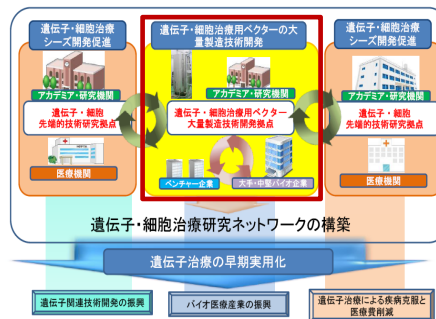 遺伝子・細胞治療
シーズ開発促進
アカデミア・研究機関
遺伝子・細胞
先端的技術研究拠点
医療機関
遺伝子・細胞治療用ベクターの大
量製造技術開発
アカデミア・研究機関
遺伝子・細胞治療用ベクター
大量製造技術開発拠点
ベンチャー企業
大手・中堅バイオ企業
遺伝子・細胞治療
シーズ開発促進
アカデミア・研究機関
遺伝子・細胞
先端的技術研究拠点
医療機関
遺伝子・細胞治療研究ネットワークの構築
遺伝子治療の早期実用化
遺伝子関連技術開発の振興
バイオ医療産業の振興
遺伝子治療による疾病克服と
医療費削減